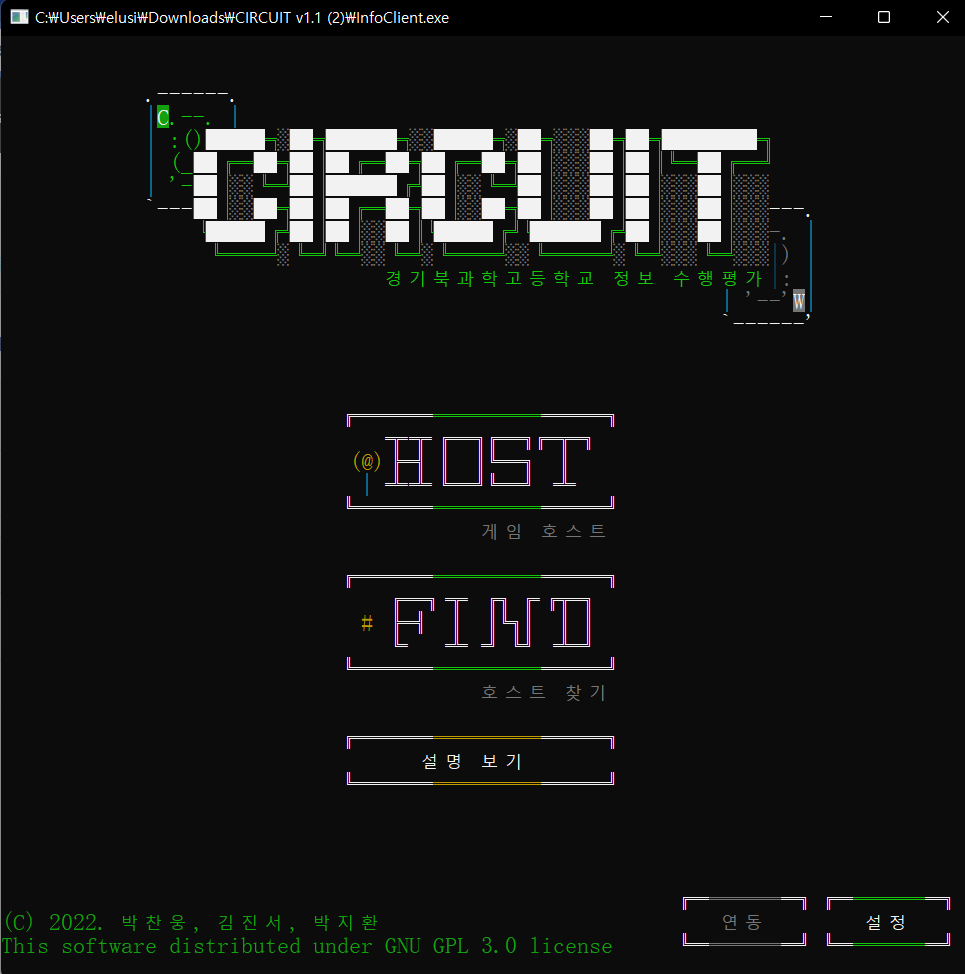 C:₩Users₩elusi₩Downloads₩CIRCUIT v1.1 (2)₩InfoClient.exe
C
CIRCUIT
경기북과학고등학교 정보 수행평가
W
(@) HOST
게임 호스트
# FIND
호스트 찾기
설명 보기
연동 설정
(C) 2022. 박찬웅, 김진서, 박지환
This software distributed under GNU GPL 3.0 license